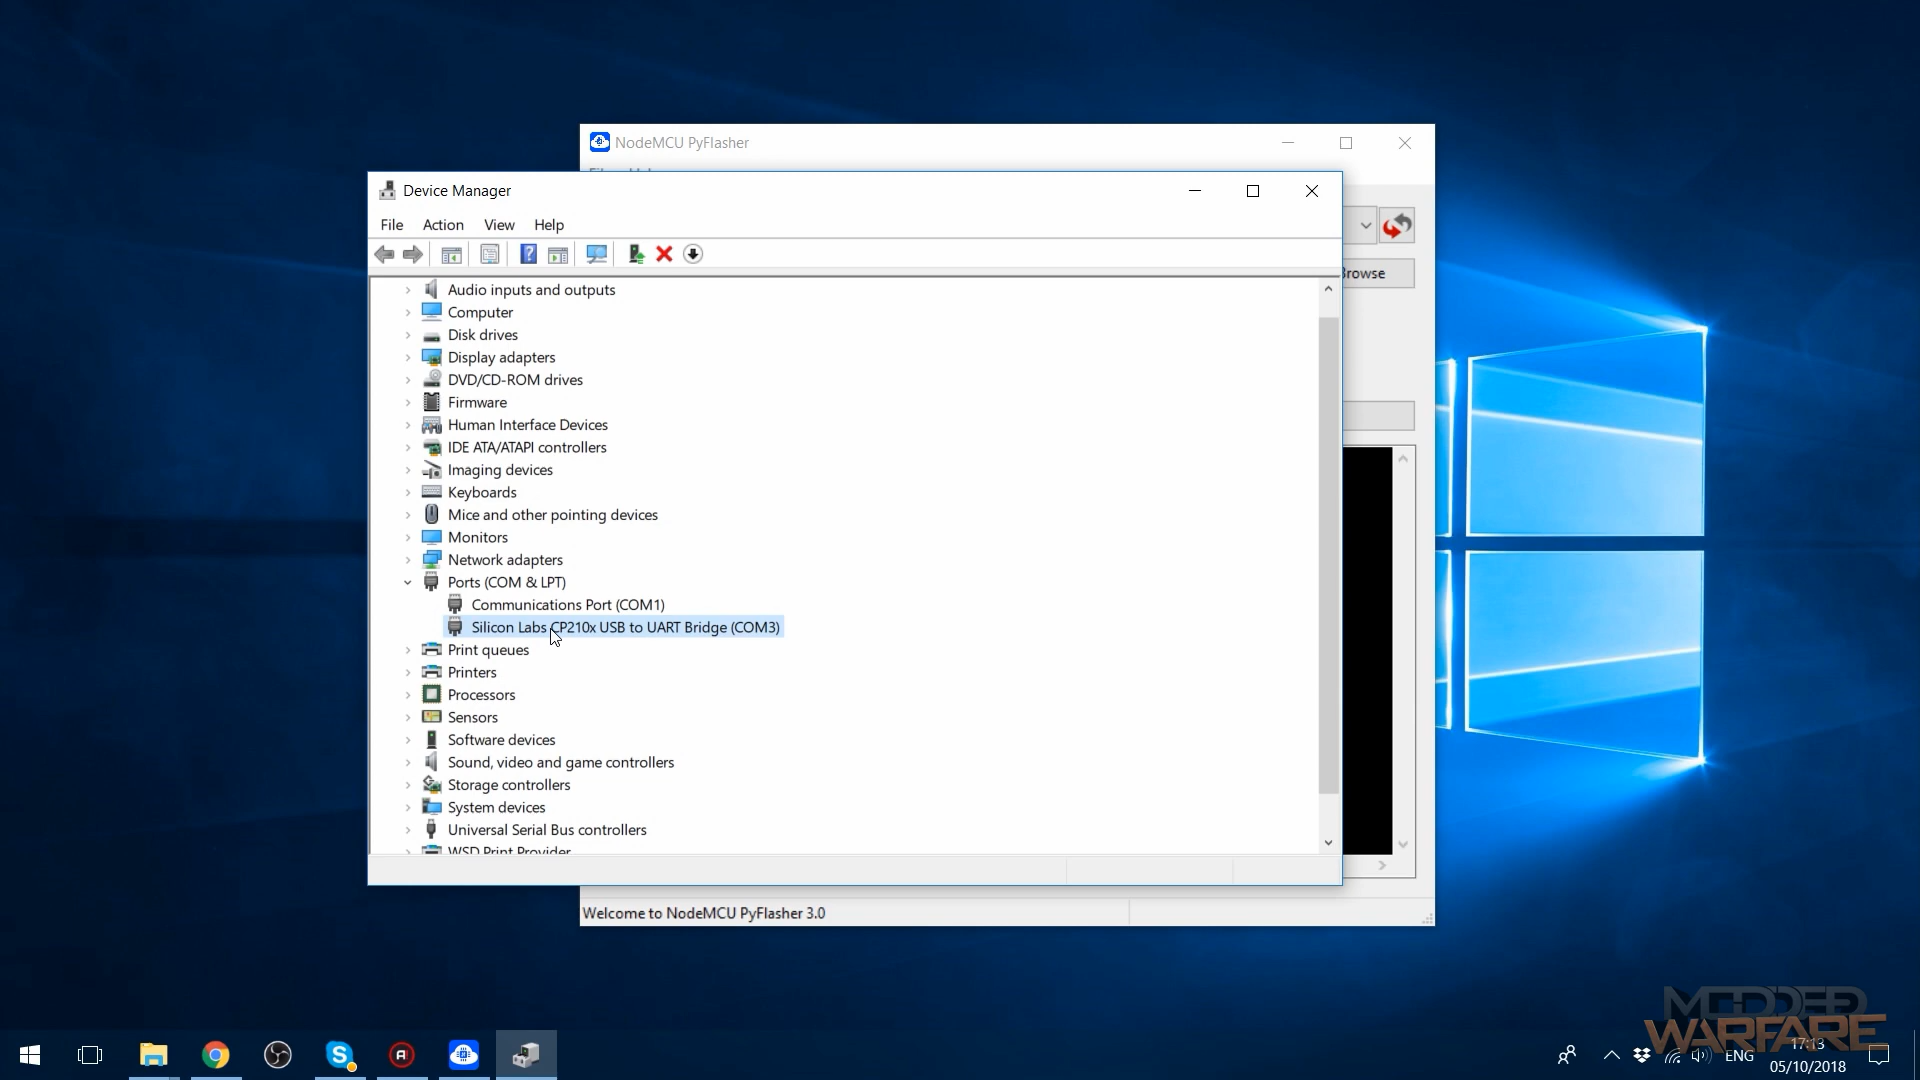 NodeMCU PyFlasher
Device Manager
File Action View Help
Browse
Audio inputs and outputs
Computer
Disk drives
Display adapters
DVD/CD-ROM drives
Firmware
Human Interface Devices
IDE ATA/ATAPI controllers
Imaging devices
Keyboards
Mice and other pointing devices
Monitors
Network adapters
Ports (COM & LPT)
Communications Port (COM1)
Silicon Labs CP210x USB to UART Bridge (COM3)
Print queues
Printers
Processors
Sensors
Software devices
Sound, video and game controllers
Storage controllers
System devices
Universal Serial Bus controllers
WSD Print Provider
Welcome to NodeMCU PyFlasher 3.0
MODDED
WARFARE
ENG
17:13
05/10/2018